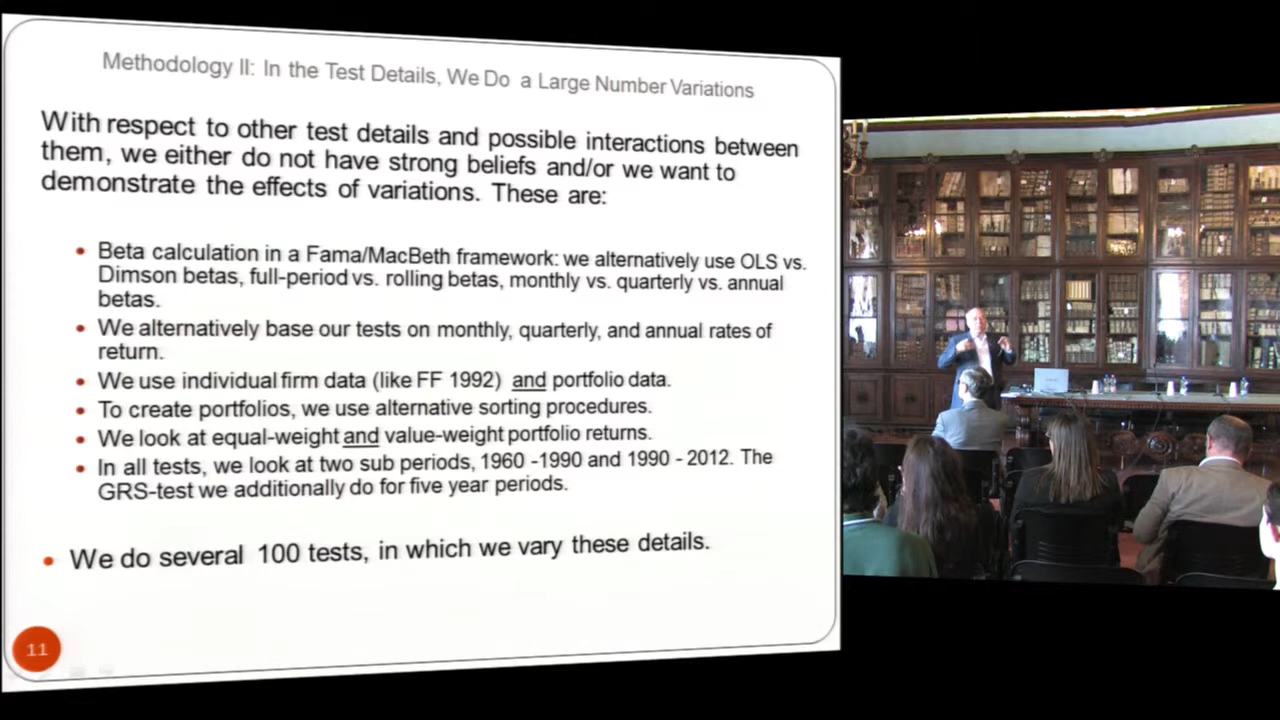 Methodology II: In the Test Details, We Do a Large Number Variations
With respect to other test details and possible interactions between
them, we either do not have strong beliefs and/or we want to
demonstrate the effects of variations. These are:
• Beta calculation in a Fama/MacBeth framework: we alternatively use OLS vs.
Dimson betas, full-period vs. rolling betas, monthly vs. quarterly vs. annual
betas.
• We alternatively base our tests on monthly, quarterly, and annual rates of
return.
• We use individual firm data (like FF 1992) and portfolio data.
• To create portfolios, we use alternative sorting procedures.
• We look at equal-weight and value-weight portfolio returns.
• In all tests, we look at two sub periods, 1960 -1990 and 1990 - 2012. The
GRS-test we additionally do for five year periods.
• We do several 100 tests, in which we vary these details.
11